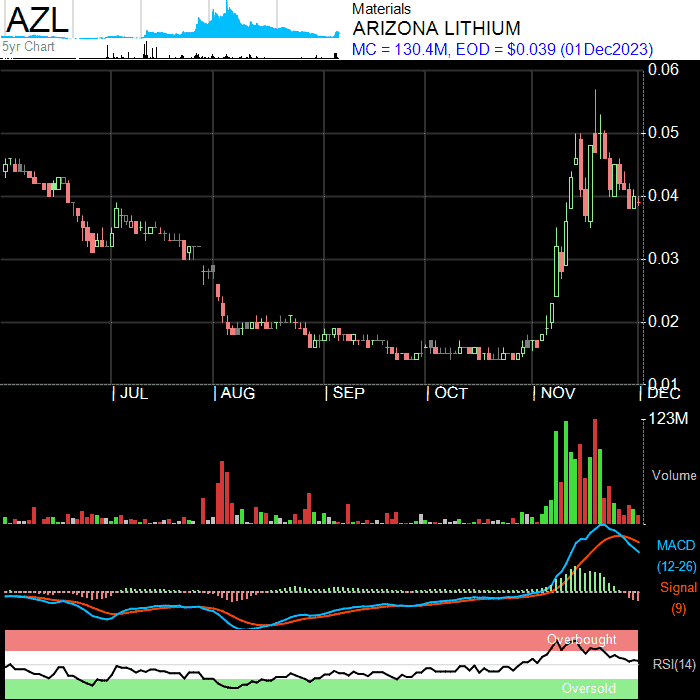 AZL
5yr Chart
Materials
ARIZONA LITHIUM
MC = 130.4M, EOD = $0.039 (01Dec2023)
0.06
0.05
0.04
0.03
0.02
0.01
JUL AUG SEP OCT NOV DEC
123M
Volume
MACD
(12-26)
Signal
(9)
Overbought
RSI(14)
Oversold